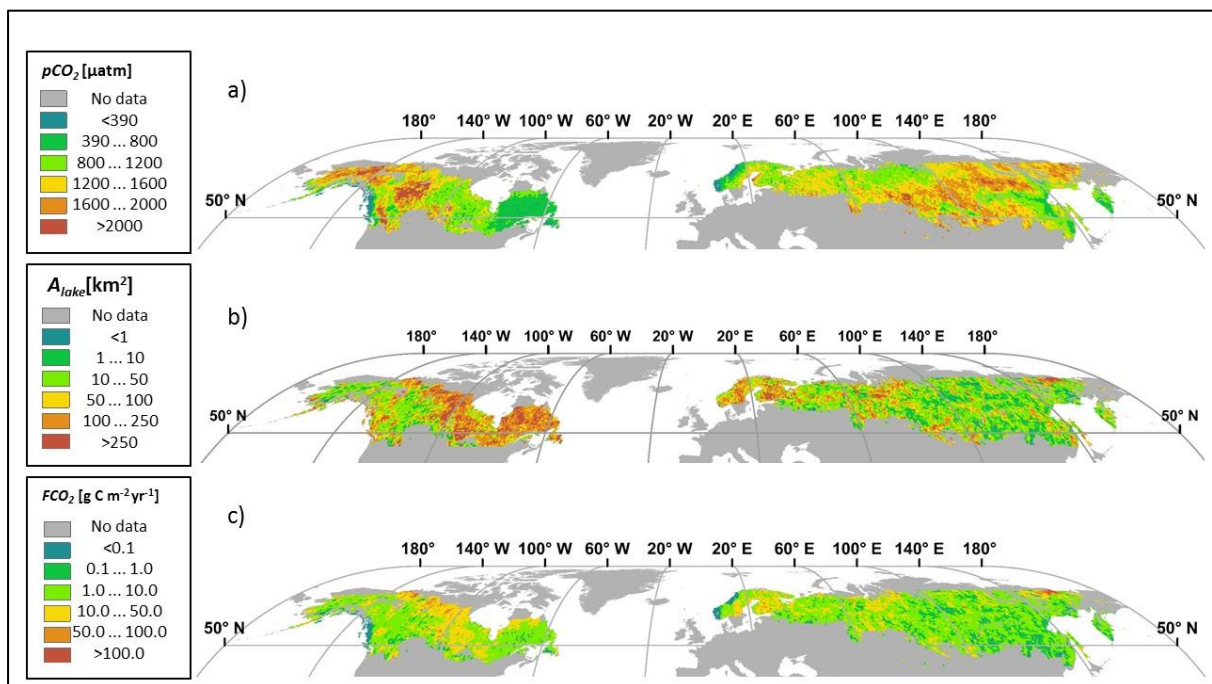 pCO₂ [µatm]
No data
<390
390 ... 800
800 ... 1200
1200 ... 1600
1600 ... 2000
>2000
a)
180° 140° W 100° W 60° W 20 W 20 E 60° E 100° E 140° E 180°
50° N 50° N
A_lake[km²]
No data
<1
1 ... 10
10 ... 50
50 ... 100
100 ... 250
>250
b)
180° 140° W 100° W 60° W 20 W 20° E 60° E 100° E 140° E 180°
50° N 50° N
FCO₂ [g C m⁻² yr⁻¹]
No data
<0.1
0.1 ... 1.0
1.0 ... 10.0
10.0 ... 50.0
50.0 ... 100.0
>100.0
c)
180° 140° W 100° W 60° W 20 W 20° E 60° E 100° E 140° E 180°
50° N 50° N